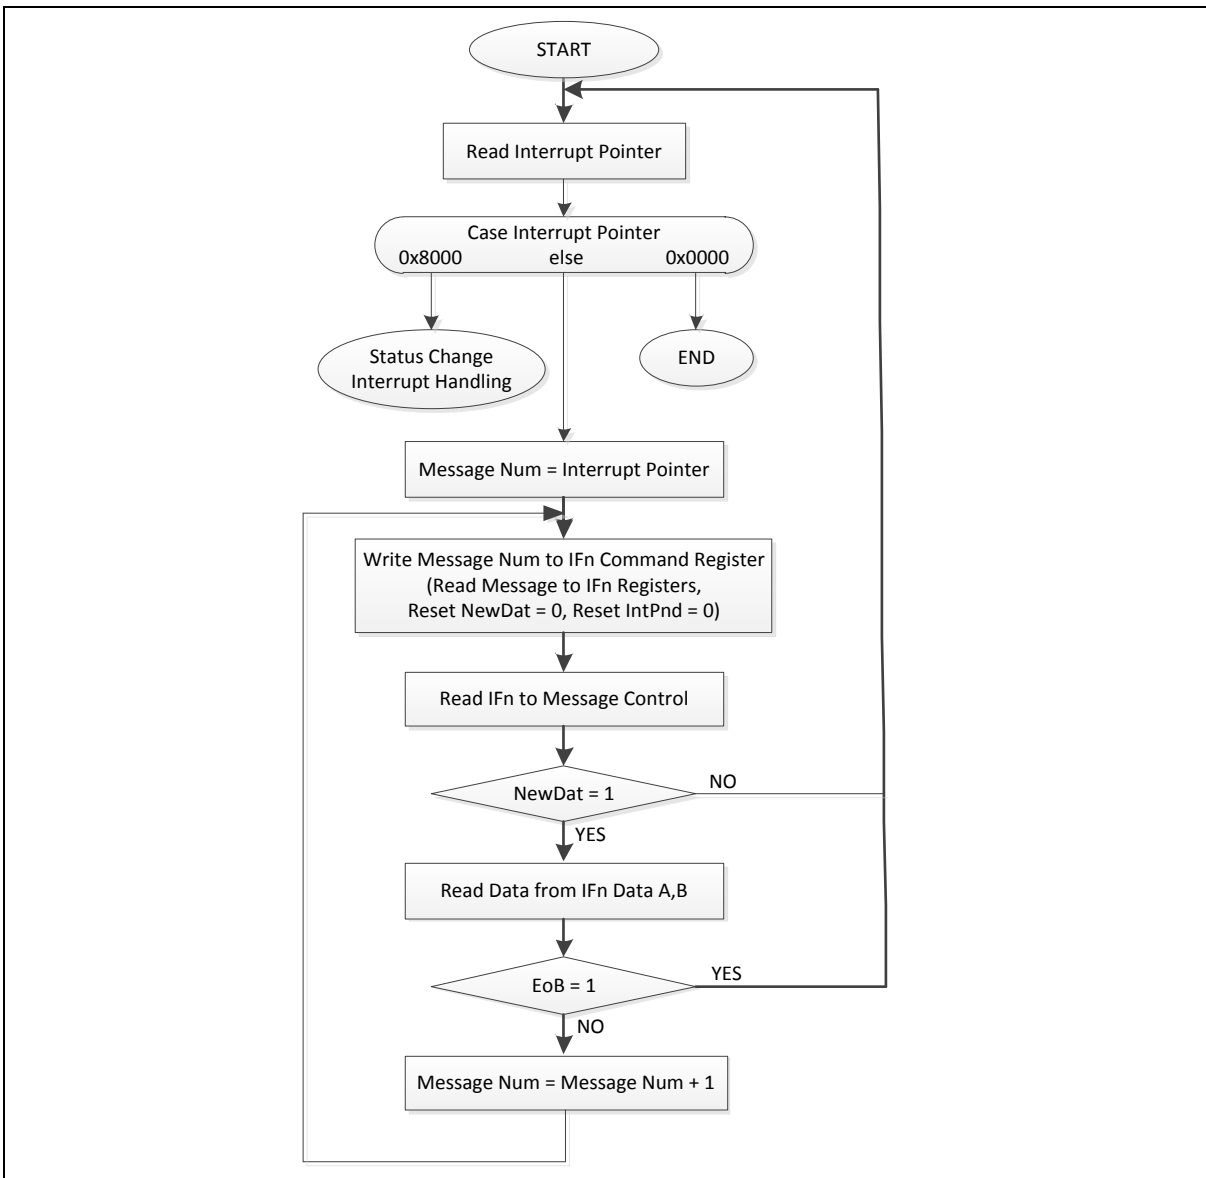 START
Read Interrupt Pointer
Case Interrupt Pointer
0x8000 else 0x0000
Status Change
Interrupt Handling
END
Message Num = Interrupt Pointer
Write Message Num to IFn Command Register
(Read Message to IFn Registers,
Reset NewDat = 0, Reset IntPnd = 0)
Read IFn to Message Control
NewDat = 1
NO
YES
Read Data from IFn Data A,B
EoB = 1
YES
NO
Message Num = Message Num + 1